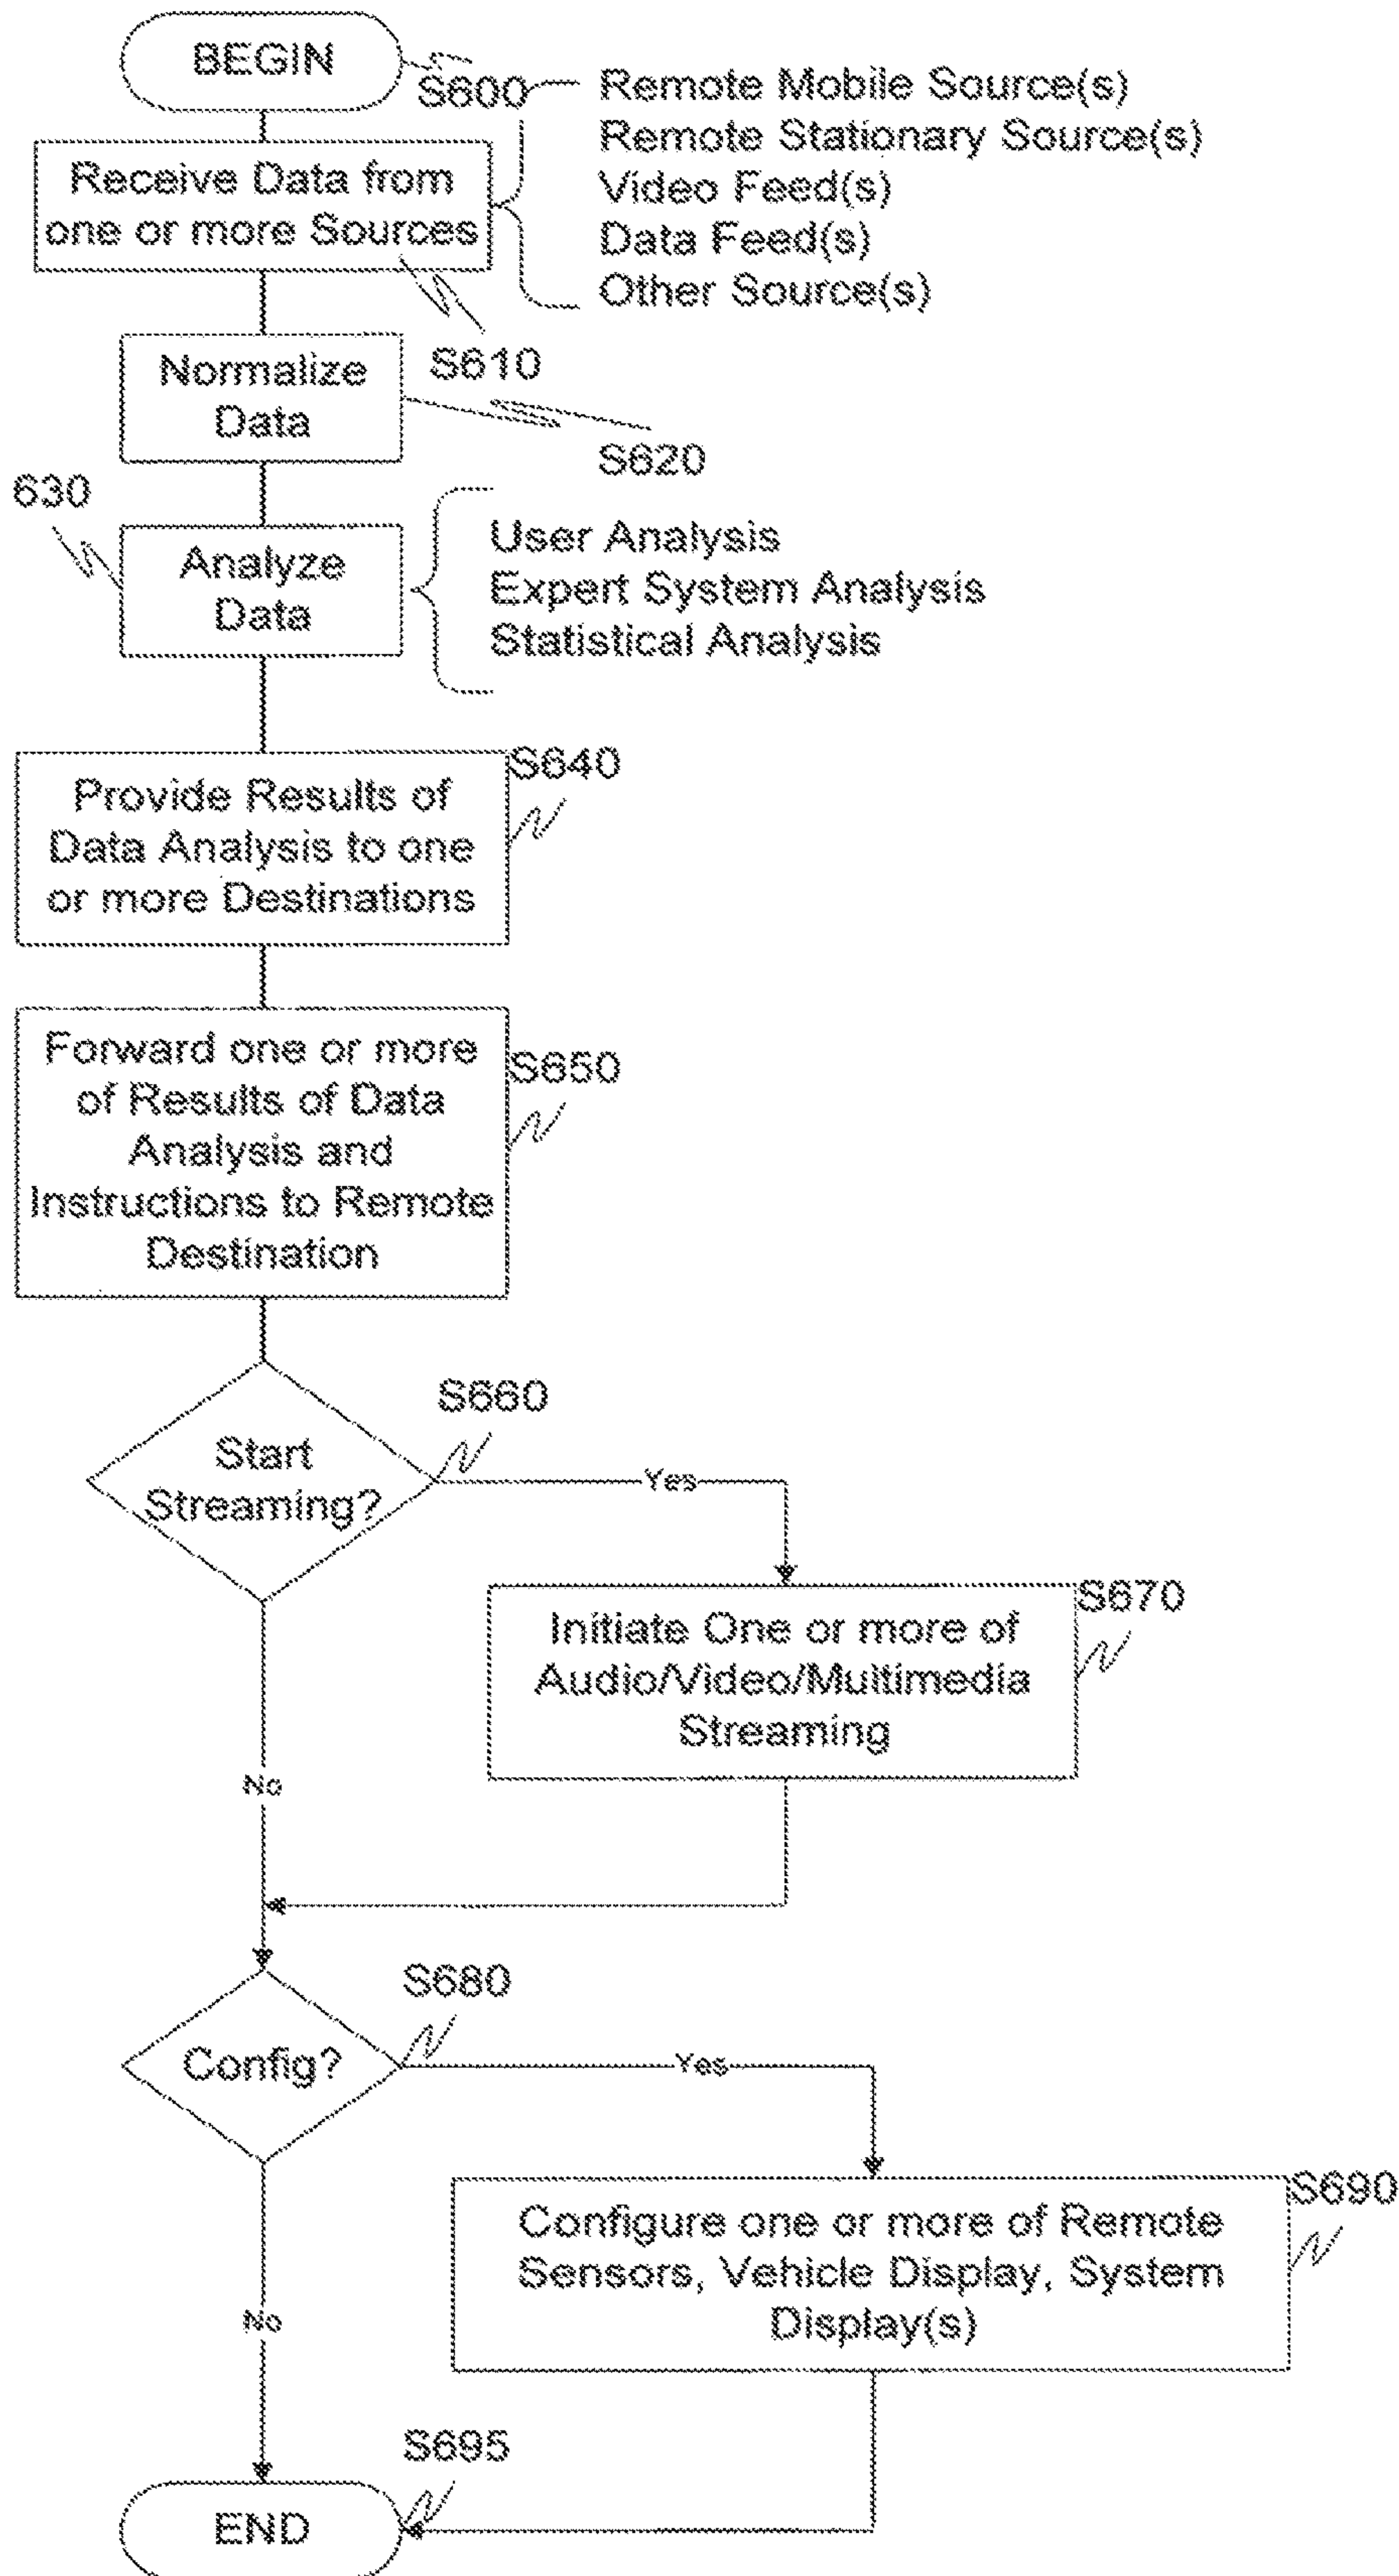 BEGIN
S600
Remote Mobile Source(s)
Remote Stationary Source(s)
Video Feed(s)
Data Feed(s)
Other Source(s)
Receive Data from
one or more Sources
S610
Normalize
Data
S620
630
Analyze
Data
User Analysis
Expert System Analysis
Statistical Analysis
S640
Provide Results of
Data Analysis to one
or more Destinations
S650
Forward one or more
of Results of Data
Analysis and
Instructions to Remote
Destination
S660
Start
Streaming?
Yes
S670
Initiate One or more of
Audio/Video/Multimedia
Streaming
No
S680
Config?
Yes
S690
Configure one or more of Remote
Sensors, Vehicle Display, System
Display(s)
No
S695
END